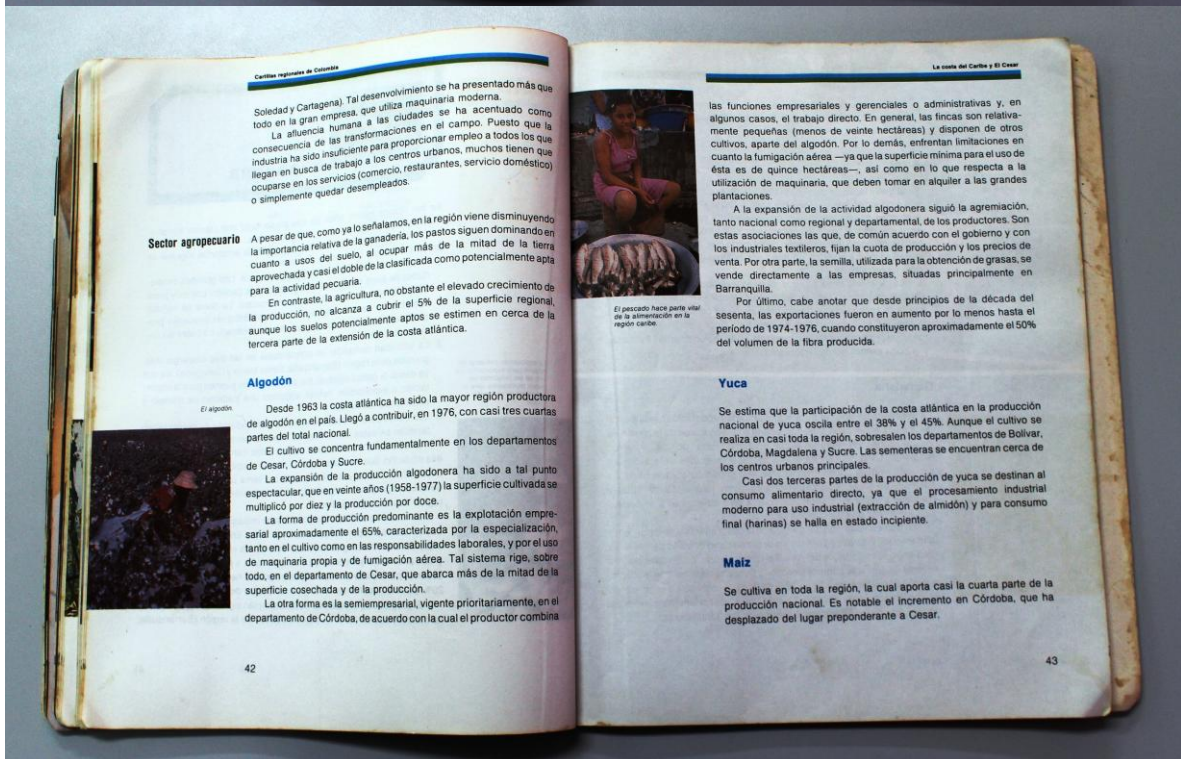 Cartillas regionales de Colombia
Soledad y Cartagena). Tal desenvolvimiento se ha presentado más que
todo en la gran empresa, que utiliza maquinaria moderna.
La afluencia humana a las ciudades se ha acentuado como
consecuencia de las transformaciones en el campo. Puesto que la
industria ha sido insuficiente para proporcionar empleo a todos los que
llegan en busca de trabajo a los centros urbanos, muchos tienen que
ocuparse en los servicios (comercio, restaurantes, servicio doméstico)
o simplemente quedar desempleados.
Sector agropecuario
A pesar de que, como ya lo señalamos, en la región viene disminuyendo
la importancia relativa de la ganadería, los pastos siguen dominando en
cuanto a usos del suelo, al ocupar más de la mitad de la tierra
aprovechada y casi el doble de la clasificada como potencialmente apta
para la actividad pecuaria.
En contraste, la agricultura, no obstante el elevado crecimiento de
la producción, no alcanza a cubrir el 5% de la superficie regional,
aunque los suelos potencialmente aptos se estimen en cerca de la
tercera parte de la extensión de la costa atlántica.
Algodón
El algodón.
Desde 1963 la costa atlántica ha sido la mayor región productora
de algodón en el país. Llegó a contribuir, en 1976, con casi tres cuartas
partes del total nacional.
El cultivo se concentra fundamentalmente en los departamentos
de Cesar, Córdoba y Sucre.
La expansión de la producción algodonera ha sido a tal punto
espectacular, que en veinte años (1958-1977) la superficie cultivada se
multiplicó por diez y la producción por doce.
La forma de producción predominante es la explotación empre-
sarial aproximadamente el 65%, caracterizada por la especialización,
tanto en el cultivo como en las responsabilidades laborales, y por el uso
de maquinaria propia y de fumigación aérea. Tal sistema rige, sobre
todo, en el departamento de Cesar, que abarca más de la mitad de la
superficie cosechada y de la producción.
La otra forma es la semiempresarial, vigente prioritariamente, en el
departamento de Córdoba, de acuerdo con la cual el productor combina
42
La costa del Caribe y El Cesar
las funciones empresariales y gerenciales o administrativas y, en
algunos casos, el trabajo directo. En general, las fincas son relativa-
mente pequeñas (menos de veinte hectáreas) y disponen de otros
cultivos, aparte del algodón. Por lo demás, enfrentan limitaciones en
cuanto la fumigación aérea —ya que la superficie mínima para el uso de
ésta es de quince hectáreas—, así como en lo que respecta a la
utilización de maquinaria, que deben tomar en alquiler a las grandes
plantaciones.
A la expansión de la actividad algodonera siguió la agremiación,
tanto nacional como regional y departamental, de los productores. Son
estas asociaciones las que, de común acuerdo con el gobierno y con
los industriales textileros, fijan la cuota de producción y los precios de
venta. Por otra parte, la semilla, utilizada para la obtención de grasas, se
vende directamente a las empresas, situadas principalmente en
Barranquilla.
Por último, cabe anotar que desde principios de la década del
sesenta, las exportaciones fueron en aumento por lo menos hasta el
período de 1974-1976, cuando constituyeron aproximadamente el 50%
del volumen de la fibra producida.
El pescado hace parte vital
de la alimentación en la
región caribe.
Yuca
Se estima que la participación de la costa atlántica en la producción
nacional de yuca oscila entre el 38% y el 45%. Aunque el cultivo se
realiza en casi toda la región, sobresalen los departamentos de Bolívar,
Córdoba, Magdalena y Sucre. Las sementeras se encuentran cerca de
los centros urbanos principales.
Casi dos terceras partes de la producción de yuca se destinan al
consumo alimentario directo, ya que el procesamiento industrial
moderno para uso industrial (extracción de almidón) y para consumo
final (harinas) se halla en estado incipiente.
Maíz
Se cultiva en toda la región, la cual aporta casi la cuarta parte de la
producción nacional. Es notable el incremento en Córdoba, que ha
desplazado del lugar preponderante a Cesar.
43